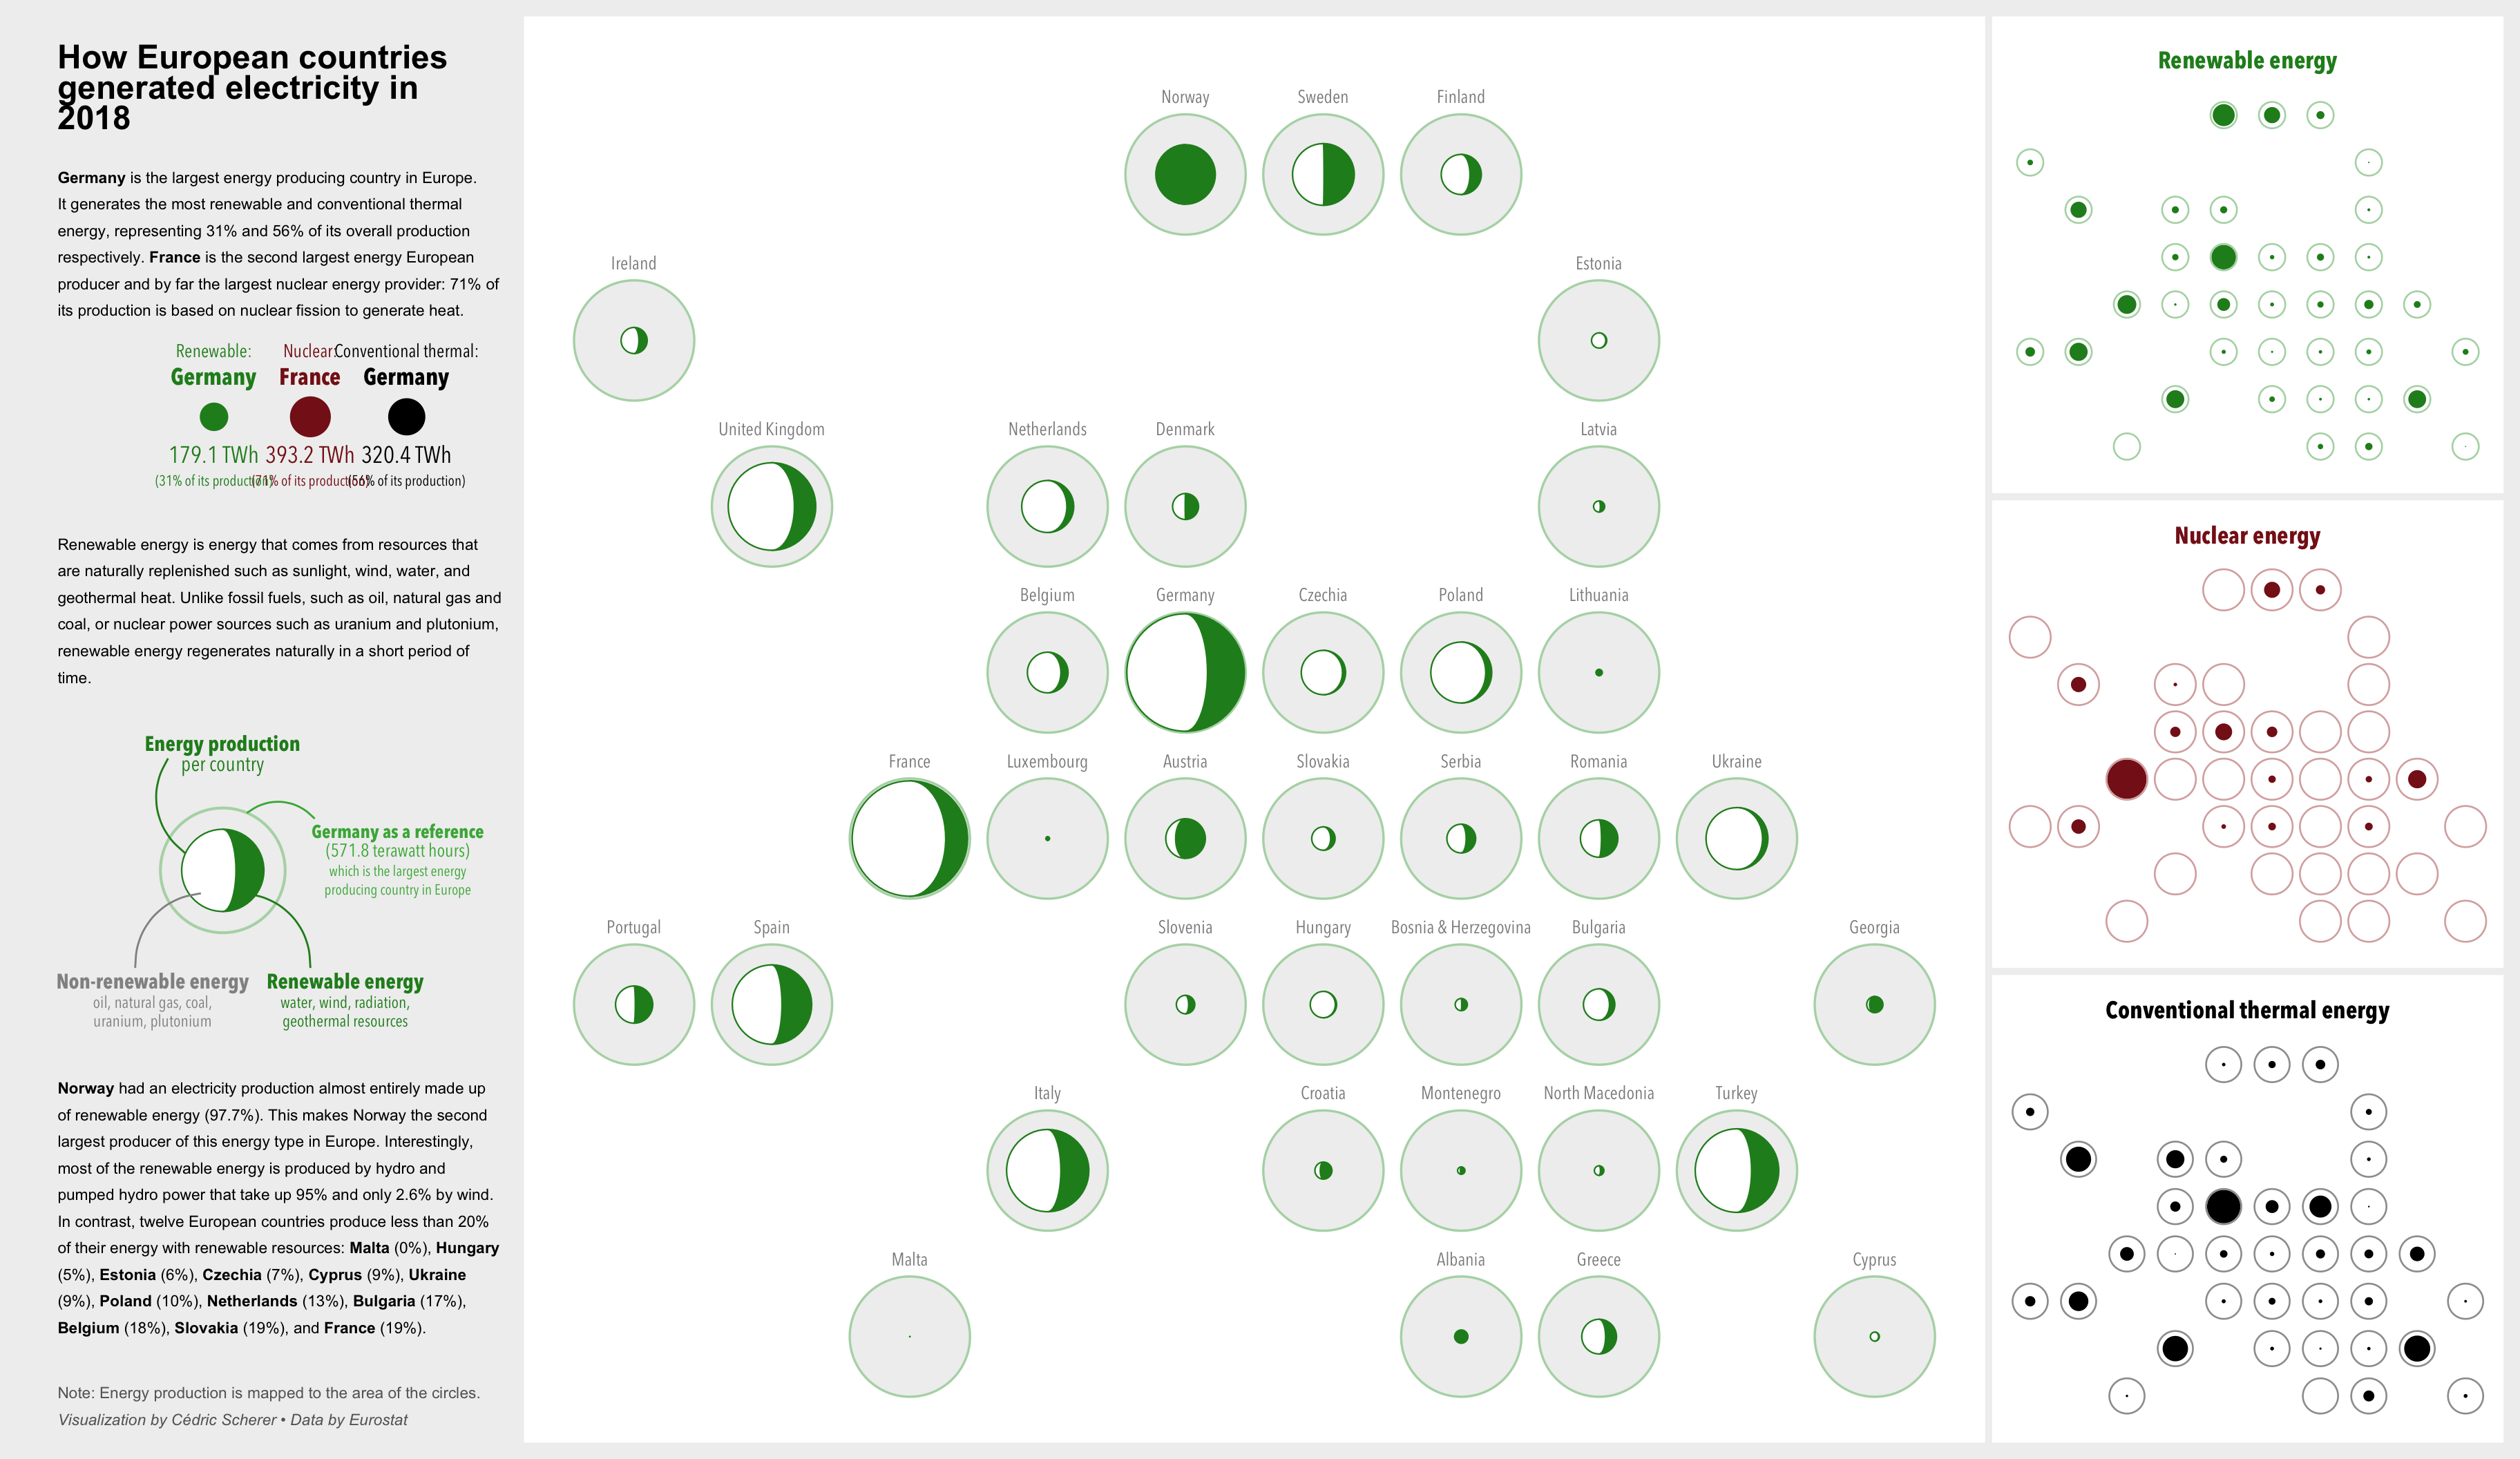 How European countries
generated electricity in
2018
Germany is the largest energy producing country in Europe.
It generates the most renewable and conventional thermal
energy, representing 31% and 56% of its overall production
respectively. France is the second largest energy European
producer and by far the largest nuclear energy provider: 71% of
its production is based on nuclear fission to generate heat.
Renewable: Nuclear: Conventional thermal:
Germany France Germany
179.1 TWh 393.2 TWh 320.4 TWh
(31% of its production) (71% of its production) (56% of its production)
Renewable energy is energy that comes from resources that
are naturally replenished such as sunlight, wind, water, and
geothermal heat. Unlike fossil fuels, such as oil, natural gas and
coal, or nuclear power sources such as uranium and plutonium,
renewable energy regenerates naturally in a short period of
time.
Energy production
per country
Germany as a reference
(571.8 terawatt hours)
which is the largest energy
producing country in Europe
Non-renewable energy
oil, natural gas, coal,
uranium, plutonium
Renewable energy
water, wind, radiation,
geothermal resources
Norway had an electricity production almost entirely made up
of renewable energy (97.7%). This makes Norway the second
largest producer of this energy type in Europe. Interestingly,
most of the renewable energy is produced by hydro and
pumped hydro power that take up 95% and only 2.6% by wind.
In contrast, twelve European countries produce less than 20%
of their energy with renewable resources: Malta (0%), Hungary
(5%), Estonia (6%), Czechia (7%), Cyprus (9%), Ukraine
(9%), Poland (10%), Netherlands (13%), Bulgaria (17%),
Belgium (18%), Slovakia (19%), and France (19%).
Note: Energy production is mapped to the area of the circles.
Visualization by Cédric Scherer • Data by Eurostat
Norway Sweden Finland
Ireland Estonia
United Kingdom Netherlands Denmark Latvia
Belgium Germany Czechia Poland Lithuania
France Luxembourg Austria Slovakia Serbia Romania Ukraine
Portugal Spain Slovenia Hungary Bosnia & Herzegovina Bulgaria Georgia
Italy Croatia Montenegro North Macedonia Turkey
Malta Albania Greece Cyprus
Renewable energy
Nuclear energy
Conventional thermal energy